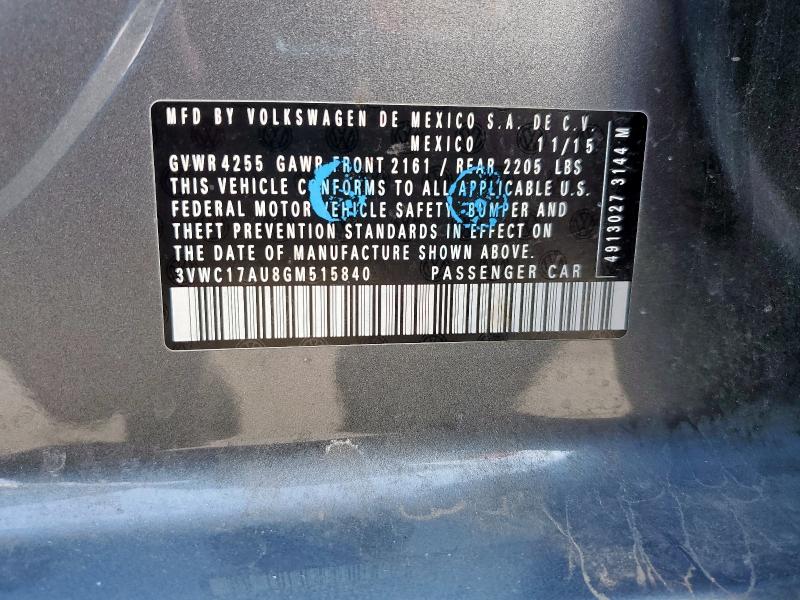 MFD BY VOLKSWAGEN DE MEXICO S.A. DE C.V.
MEXICO 11/15
GVWR 4255 GAWR FRONT 2161 / REAR 2205 LBS
THIS VEHICLE CONFORMS TO ALL APPLICABLE U.S.
FEDERAL MOTOR VEHICLE SAFETY, BUMPER AND
THEFT PREVENTION STANDARDS IN EFFECT ON
THE DATE OF MANUFACTURE SHOWN ABOVE.
3VWC17AU8GM515840 PASSENGER CAR
4913027 3144 M